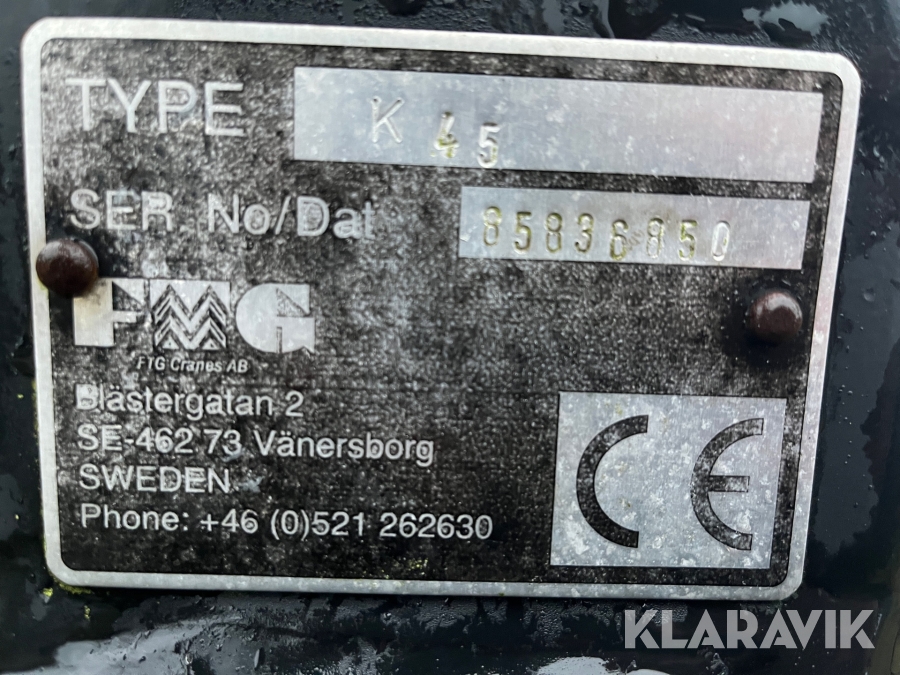 TYPE K 45
SER. No/Dat 85836850
FMG
FTG Cranes AB
Blästergatan 2
SE-462 73 Vänersborg
SWEDEN
Phone: +46 (0)521 262630
CE
KLARAVIK